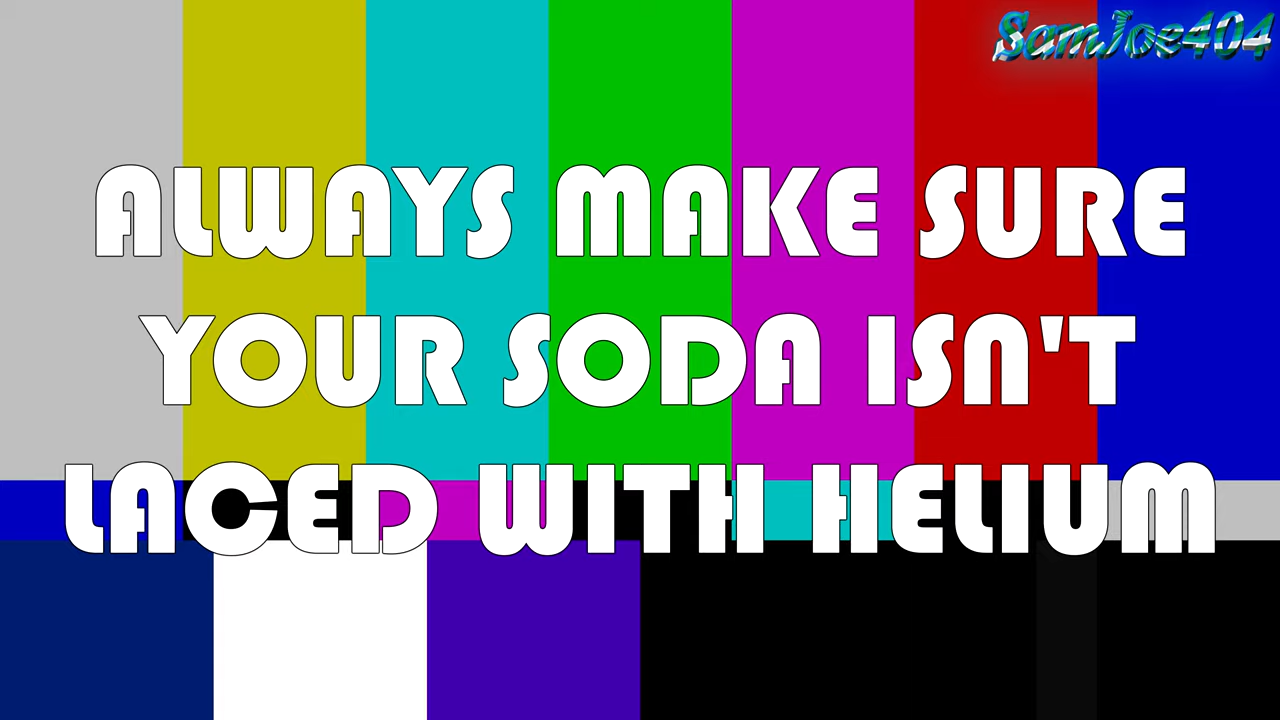 SamJoe404
ALWAYS MAKE SURE
YOUR SODA ISN'T
LACED WITH HELIUM